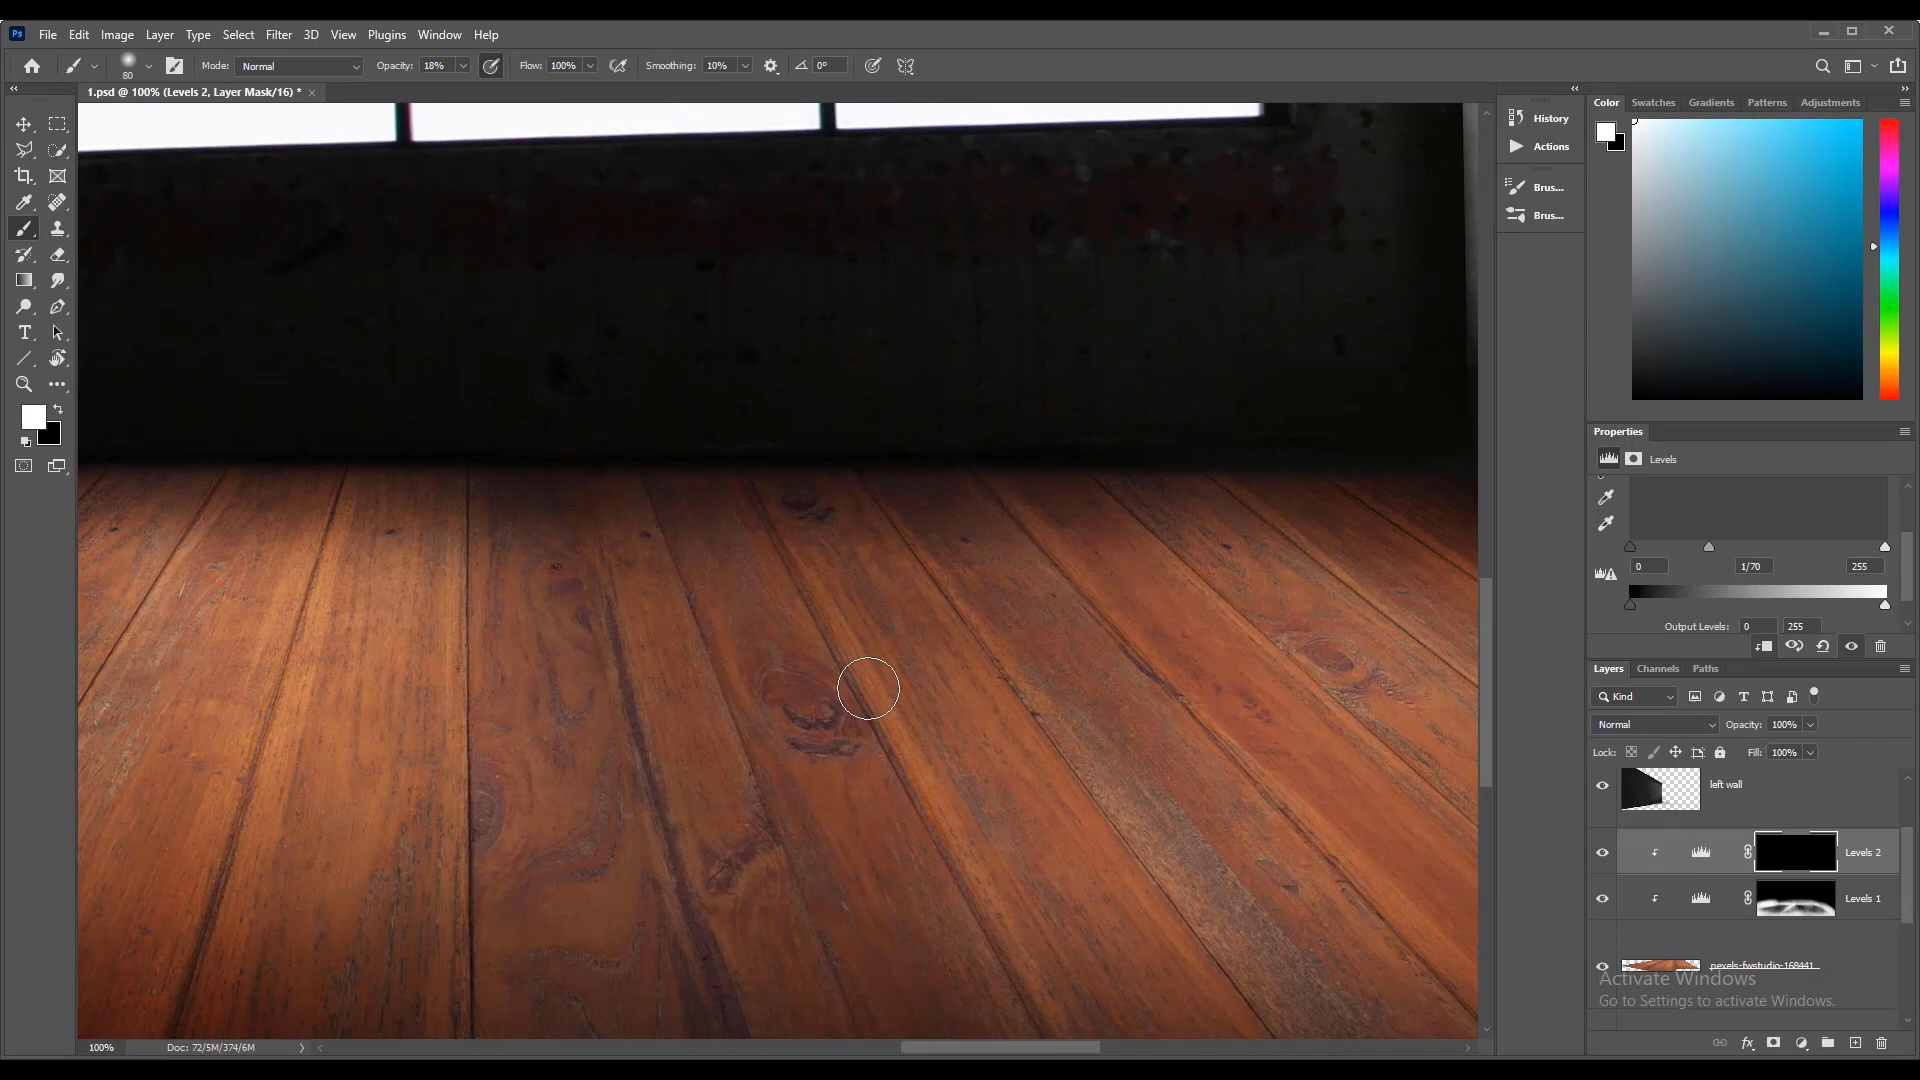 Ps File Edit Image Layer Type Select Filter 3D View Plugins Window Help
80 Mode: Normal Opacity: 18% Flow: 100% Smoothing: 10% 0°
1.psd @ 100% (Levels 2, Layer Mask/16) *
History
Actions
Brus...
Brus...
Color Swatches Gradients Patterns Adjustments
Properties
Levels
0 1/70 255
Output Levels: 0 255
Layers Channels Paths
Kind
Normal Opacity: 100%
Lock: Fill: 100%
left wall
Levels 2
Levels 1
pexels-fwstudio-168441
Activate Windows
Go to Settings to activate Windows.
fx
100% Doc: 72/5M/374/6M